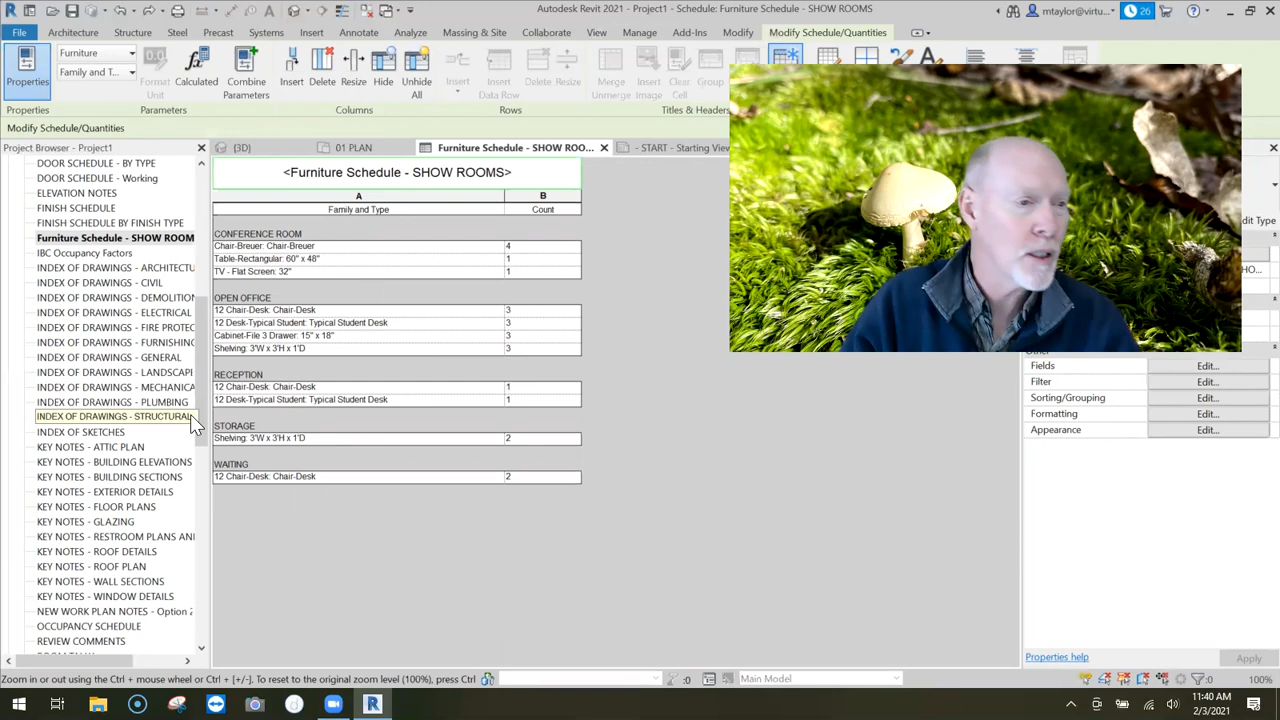 Autodesk Revit 2021 - Project1 - Schedule: Furniture Schedule - SHOW ROOMS
mtaylor@virtu...
26
File Architecture Structure Steel Precast Systems Insert Annotate Analyze Massing & Site Collaborate View Manage Add-Ins Modify Modify Schedule/Quantities
Furniture
Family and T...
Properties
Format Unit
Calculated
Combine Parameters
Insert
Delete
Resize
Hide
Unhide All
Insert
Insert Data Row
Delete
Resize
Merge Unmerge
Insert Image
Clear Cell
Group
Properties
Parameters
Columns
Rows
Titles & Headers
Modify Schedule/Quantities
Project Browser - Project1
{3D}
01 PLAN
Furniture Schedule - SHOW ROO...
- START - Starting View
DOOR SCHEDULE - BY TYPE
DOOR SCHEDULE - Working
ELEVATION NOTES
FINISH SCHEDULE
FINISH SCHEDULE BY FINISH TYPE
Furniture Schedule - SHOW ROOM
IBC Occupancy Factors
INDEX OF DRAWINGS - ARCHITECTU
INDEX OF DRAWINGS - CIVIL
INDEX OF DRAWINGS - DEMOLITION
INDEX OF DRAWINGS - ELECTRICAL
INDEX OF DRAWINGS - FIRE PROTEC
INDEX OF DRAWINGS - FURNISHING
INDEX OF DRAWINGS - GENERAL
INDEX OF DRAWINGS - LANDSCAPI
INDEX OF DRAWINGS - MECHANICA
INDEX OF DRAWINGS - PLUMBING
INDEX OF DRAWINGS - STRUCTURAL
INDEX OF SKETCHES
KEY NOTES - ATTIC PLAN
KEY NOTES - BUILDING ELEVATIONS
KEY NOTES - BUILDING SECTIONS
KEY NOTES - EXTERIOR DETAILS
KEY NOTES - FLOOR PLANS
KEY NOTES - GLAZING
KEY NOTES - RESTROOM PLANS AN
KEY NOTES - ROOF DETAILS
KEY NOTES - ROOF PLAN
KEY NOTES - WALL SECTIONS
KEY NOTES - WINDOW DETAILS
NEW WORK PLAN NOTES - Option 2
OCCUPANCY SCHEDULE
REVIEW COMMENTS
<Furniture Schedule - SHOW ROOMS>
A B
Family and Type Count
CONFERENCE ROOM
Chair-Breuer: Chair-Breuer 4
Table-Rectangular: 60" x 48" 1
TV - Flat Screen: 32" 1
OPEN OFFICE
12 Chair-Desk: Chair-Desk 3
12 Desk-Typical Student: Typical Student Desk 3
Cabinet-File 3 Drawer: 15" x 18" 3
Shelving: 3'W x 3'H x 1'D 3
RECEPTION
12 Chair-Desk: Chair-Desk 1
12 Desk-Typical Student: Typical Student Desk 1
STORAGE
Shelving: 3'W x 3'H x 1'D 2
WAITING
12 Chair-Desk: Chair-Desk 2
dit Type
HO...
Other
Fields Edit...
Filter Edit...
Sorting/Grouping Edit...
Formatting Edit...
Appearance Edit...
Properties help
Apply
Zoom in or out using the Ctrl + mouse wheel or Ctrl + [+/-]. To reset to the original zoom level (100%), press Ctrl
:0
Main Model
:0
100%
11:40 AM
2/3/2021